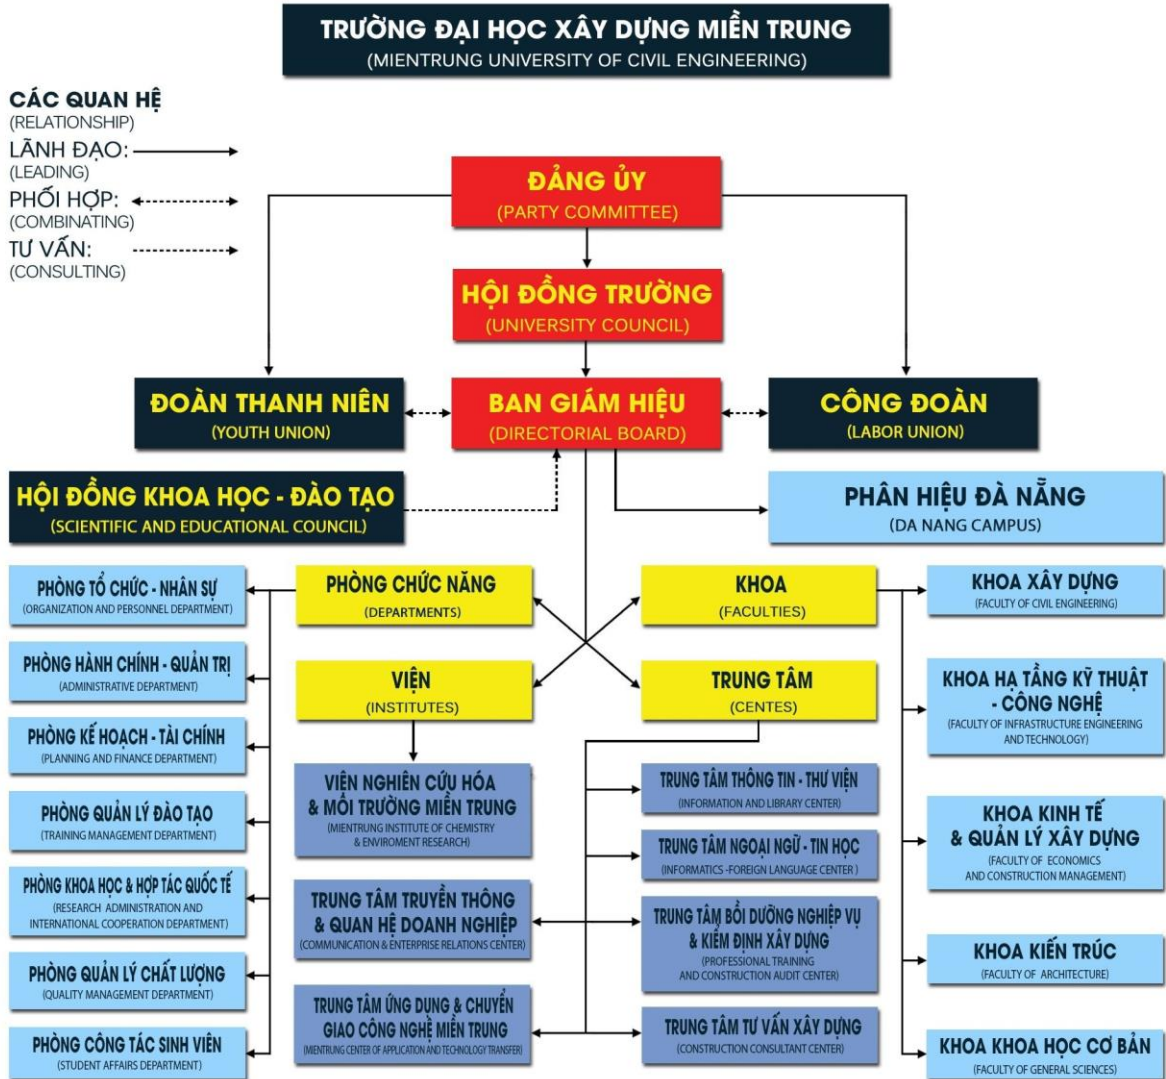 TRƯỜNG ĐẠI HỌC XÂY DỰNG MIỀN TRUNG
(MIENTRUNG UNIVERSITY OF CIVIL ENGINEERING)
CÁC QUAN HỆ
(RELATIONSHIP)
LÃNH ĐẠO:
(LEADING)
PHỐI HỢP:
(COMBINATING)
TƯ VẤN:
(CONSULTING)
ĐẢNG ỦY
(PARTY COMMITTEE)
HỘI ĐỒNG TRƯỜNG
(UNIVERSITY COUNCIL)
ĐOÀN THANH NIÊN
(YOUTH UNION)
BAN GIÁM HIỆU
(DIRECTORIAL BOARD)
CÔNG ĐOÀN
(LABOR UNION)
HỘI ĐỒNG KHOA HỌC - ĐÀO TẠO
(SCIENTIFIC AND EDUCATIONAL COUNCIL)
PHÂN HIỆU ĐÀ NẴNG
(DA NANG CAMPUS)
PHÒNG CHỨC NĂNG
(DEPARTMENTS)
KHOA
(FACULTIES)
VIỆN
(INSTITUTES)
TRUNG TÂM
(CENTES)
PHÒNG TỔ CHỨC - NHÂN SỰ
(ORGANIZATION AND PERSONNEL DEPARTMENT)
PHÒNG HÀNH CHÍNH - QUẢN TRỊ
(ADMINISTRATIVE DEPARTMENT)
PHÒNG KẾ HOẠCH - TÀI CHÍNH
(PLANNING AND FINANCE DEPARTMENT)
PHÒNG QUẢN LÝ ĐÀO TẠO
(TRAINING MANAGEMENT DEPARTMENT)
PHÒNG KHOA HỌC & HỢP TÁC QUỐC TẾ
(RESEARCH ADMINISTRATION AND
INTERNATIONAL COOPERATION DEPARTMENT)
PHÒNG QUẢN LÝ CHẤT LƯỢNG
(QUALITY MANAGEMENT DEPARTMENT)
PHÒNG CÔNG TÁC SINH VIÊN
(STUDENT AFFAIRS DEPARTMENT)
VIỆN NGHIÊN CỨU HÓA
& MÔI TRƯỜNG MIỀN TRUNG
(MIENTRUNG INSTITUTE OF CHEMISTRY
& ENVIROMENT RESEARCH)
TRUNG TÂM TRUYỀN THÔNG
& QUAN HỆ DOANH NGHIỆP
(COMMUNICATION & ENTERPRISE RELATIONS CENTER)
TRUNG TÂM ỨNG DỤNG & CHUYỂN
GIAO CÔNG NGHỆ MIỀN TRUNG
(MIENTRUNG CENTER OF APPLICATION AND TECHNOLOGY TRANSFER)
TRUNG TÂM THÔNG TIN - THƯ VIỆN
(INFORMATION AND LIBRARY CENTER)
TRUNG TÂM NGOẠI NGỮ - TIN HỌC
(INFORMATICS -FOREIGN LANGUAGE CENTER )
TRUNG TÂM BỒI DƯỠNG NGHIỆP VỤ
& KIỂM ĐỊNH XÂY DỰNG
(PROFESSIONAL TRAINING
AND CONSTRUCTION AUDIT CENTER)
TRUNG TÂM TƯ VẤN XÂY DỰNG
(CONSTRUCTION CONSULTANT CENTER)
KHOA XÂY DỰNG
(FACULTY OF CIVIL ENGINEERING)
KHOA HẠ TẦNG KỸ THUẬT
- CÔNG NGHỆ
(FACULTY OF INFRASTRUCTURE ENGINEERING
AND TECHNOLOGY)
KHOA KINH TẾ
& QUẢN LÝ XÂY DỰNG
(FACULTY OF ECONOMICS
AND CONSTRUCTION MANAGEMENT)
KHOA KIẾN TRÚC
(FACULTY OF ARCHITECTURE)
KHOA KHOA HỌC CƠ BẢN
(FACULTY OF GENERAL SCIENCES)